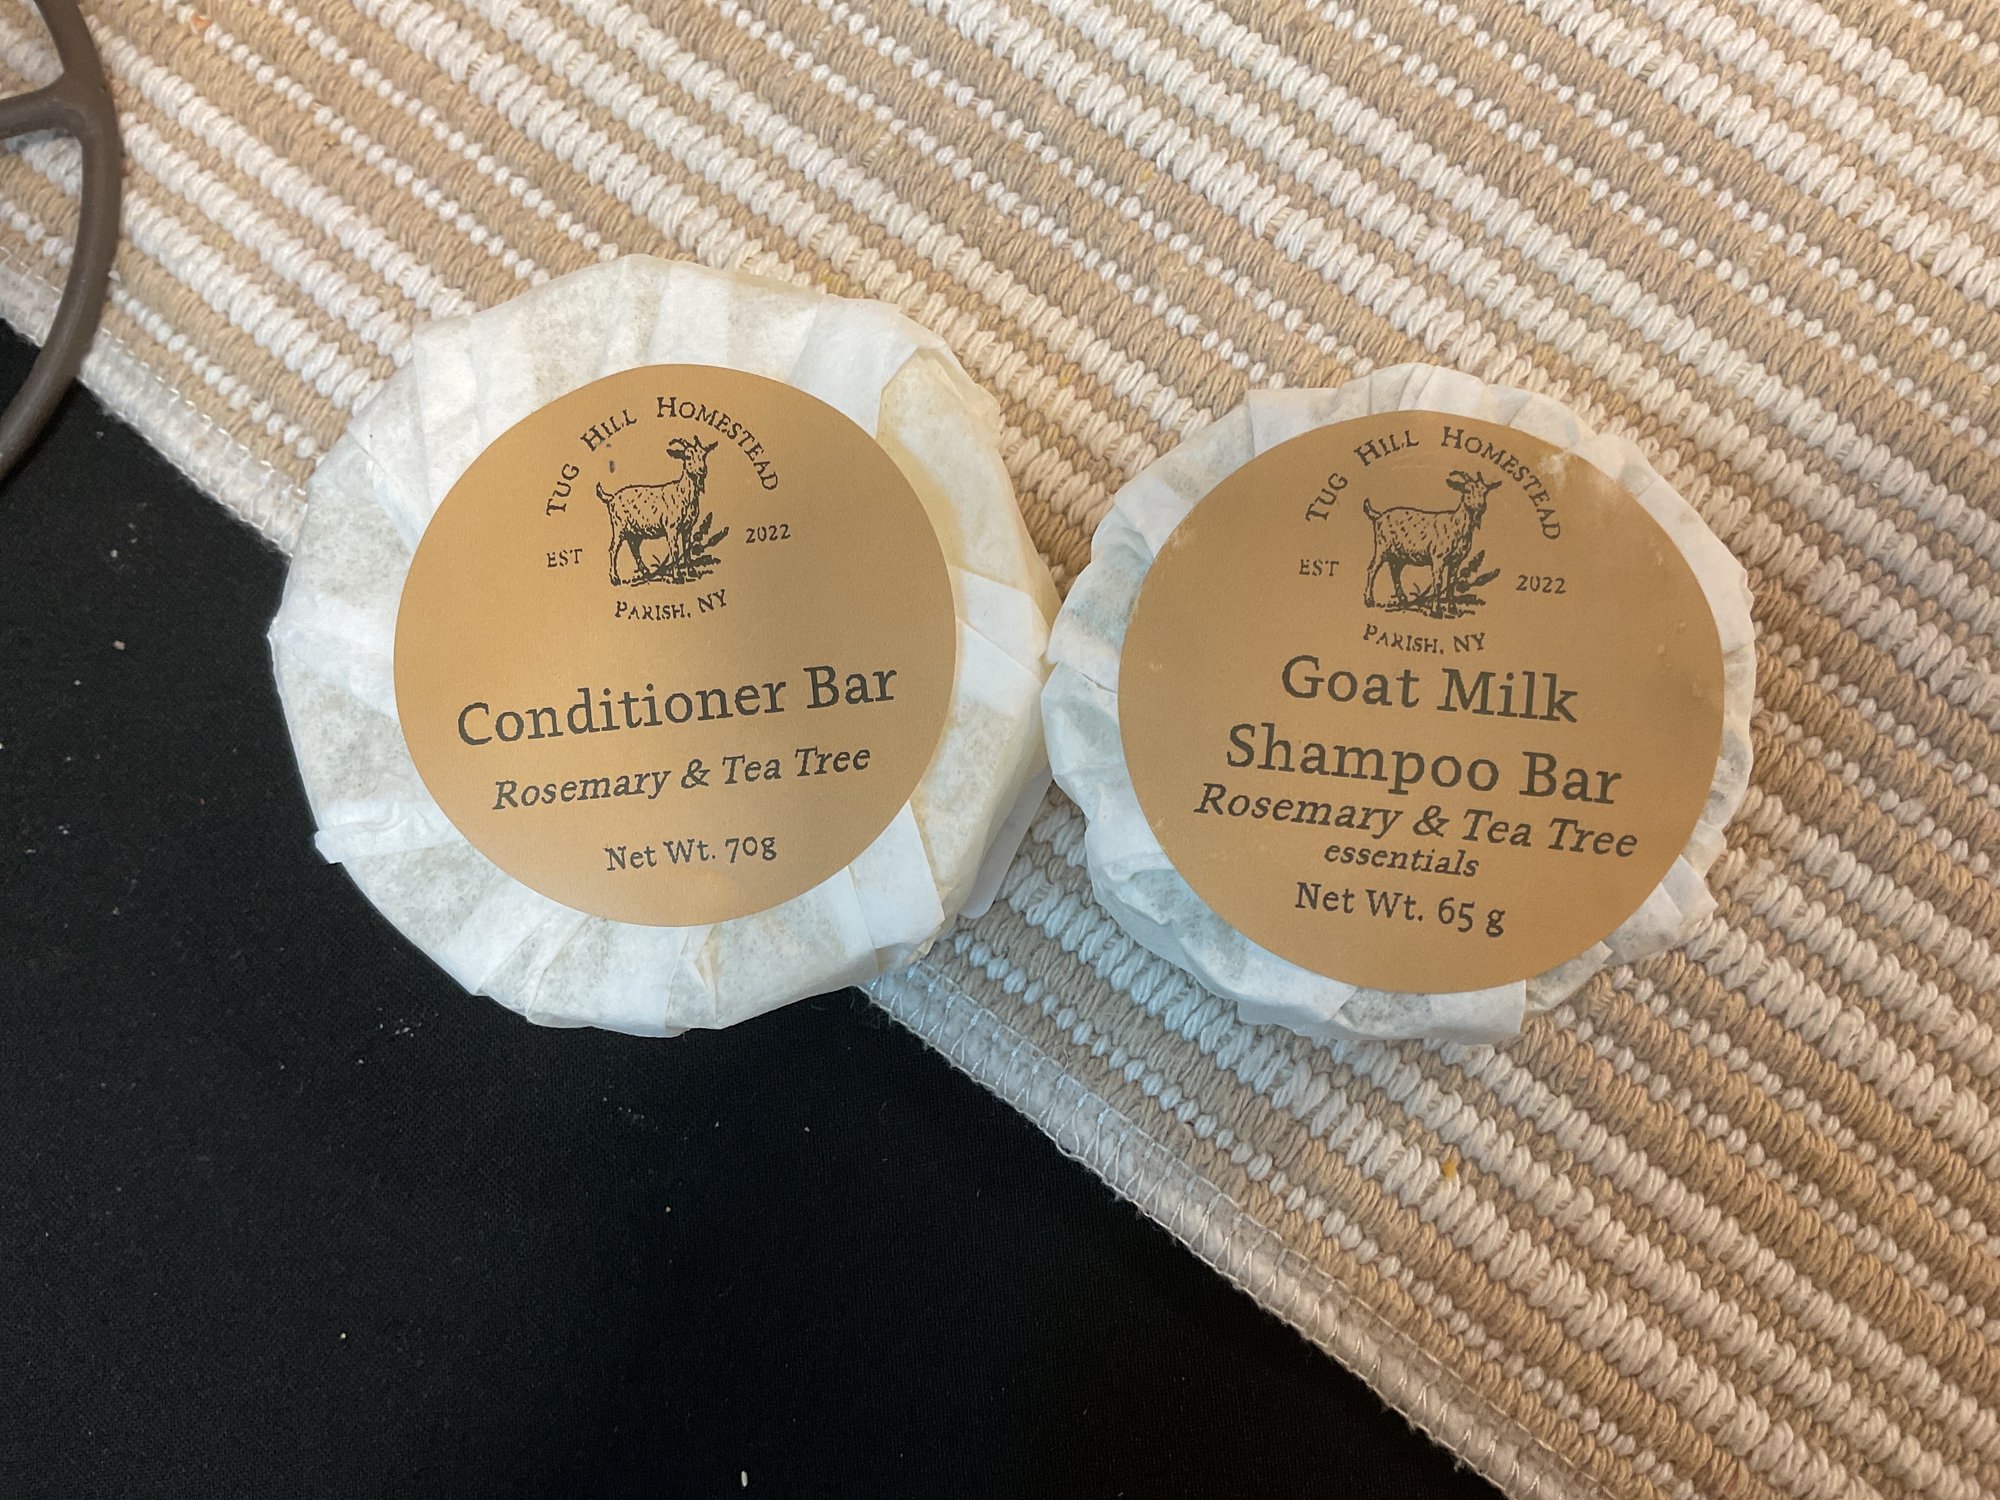 TUG HILL HOMESTEAD
EST 2022
PARISH, NY
Conditioner Bar
Rosemary & Tea Tree
Net Wt. 70g
TUG HILL HOMESTEAD
EST 2022
PARISH, NY
Goat Milk
Shampoo Bar
Rosemary & Tea Tree
essentials
Net Wt. 65 g